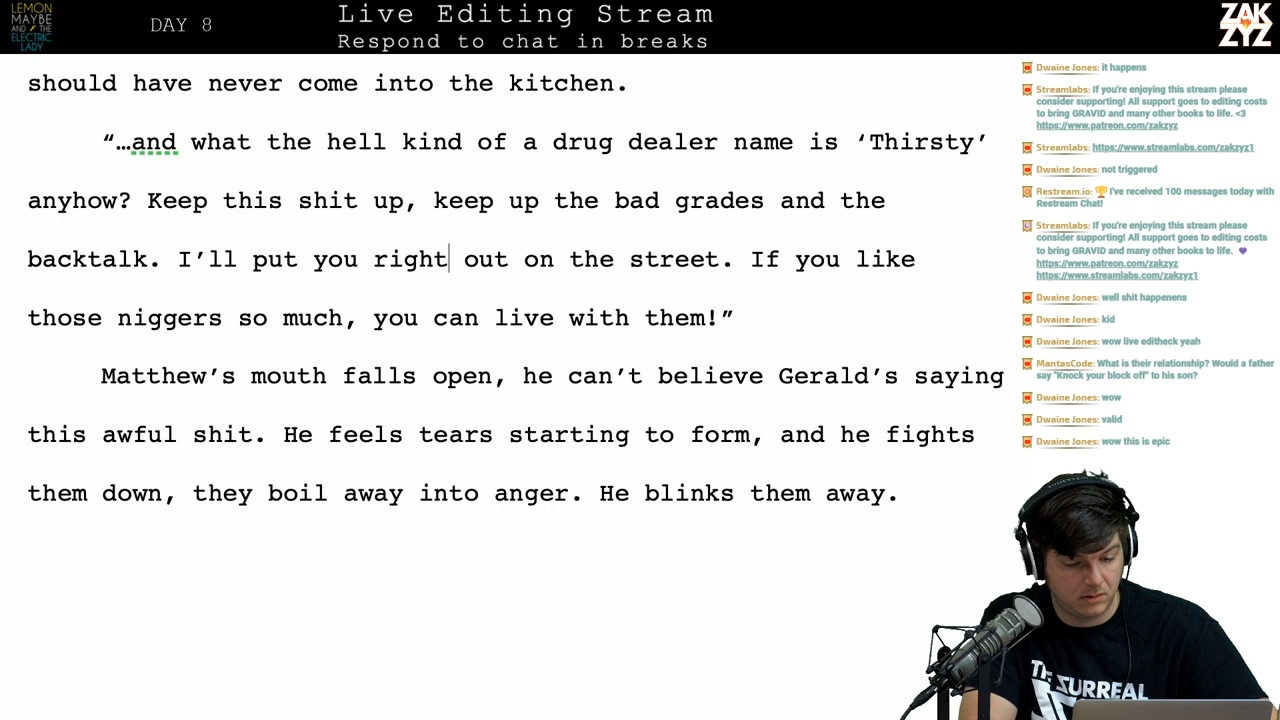 LEMON
MAYBE
AND THE
ELECTRIC
LADY
DAY 8
Live Editing Stream
Respond to chat in breaks
ZAK
ZYZ
should have never come into the kitchen.
“…and what the hell kind of a drug dealer name is ‘Thirsty’
anyhow? Keep this shit up, keep up the bad grades and the
backtalk. I’ll put you right out on the street. If you like
those niggers so much, you can live with them!”
Matthew’s mouth falls open, he can’t believe Gerald’s saying
this awful shit. He feels tears starting to form, and he fights
them down, they boil away into anger. He blinks them away.
Dwaine Jones: it happens
Streamlabs: If you're enjoying this stream please
consider supporting! All support goes to editing costs
to bring GRAVID and many other books to life. <3
https://www.patreon.com/zakzyz
Streamlabs: https://www.streamlabs.com/zakzyz1
Dwaine Jones: not triggered
Restream.io: 🏆 I've received 100 messages today with
Restream Chat!
Streamlabs: If you're enjoying this stream please
consider supporting! All support goes to editing costs
to bring GRAVID and many other books to life. 💜
https://www.patreon.com/zakzyz
https://www.streamlabs.com/zakzyz1
Dwaine Jones: well shit happenens
Dwaine Jones: kid
Dwaine Jones: wow live editheck yeah
MantasCode: What is their relationship? Would a father
say "Knock your block off" to his son?
Dwaine Jones: wow
Dwaine Jones: valid
Dwaine Jones: wow this is epic
THE SURREAL